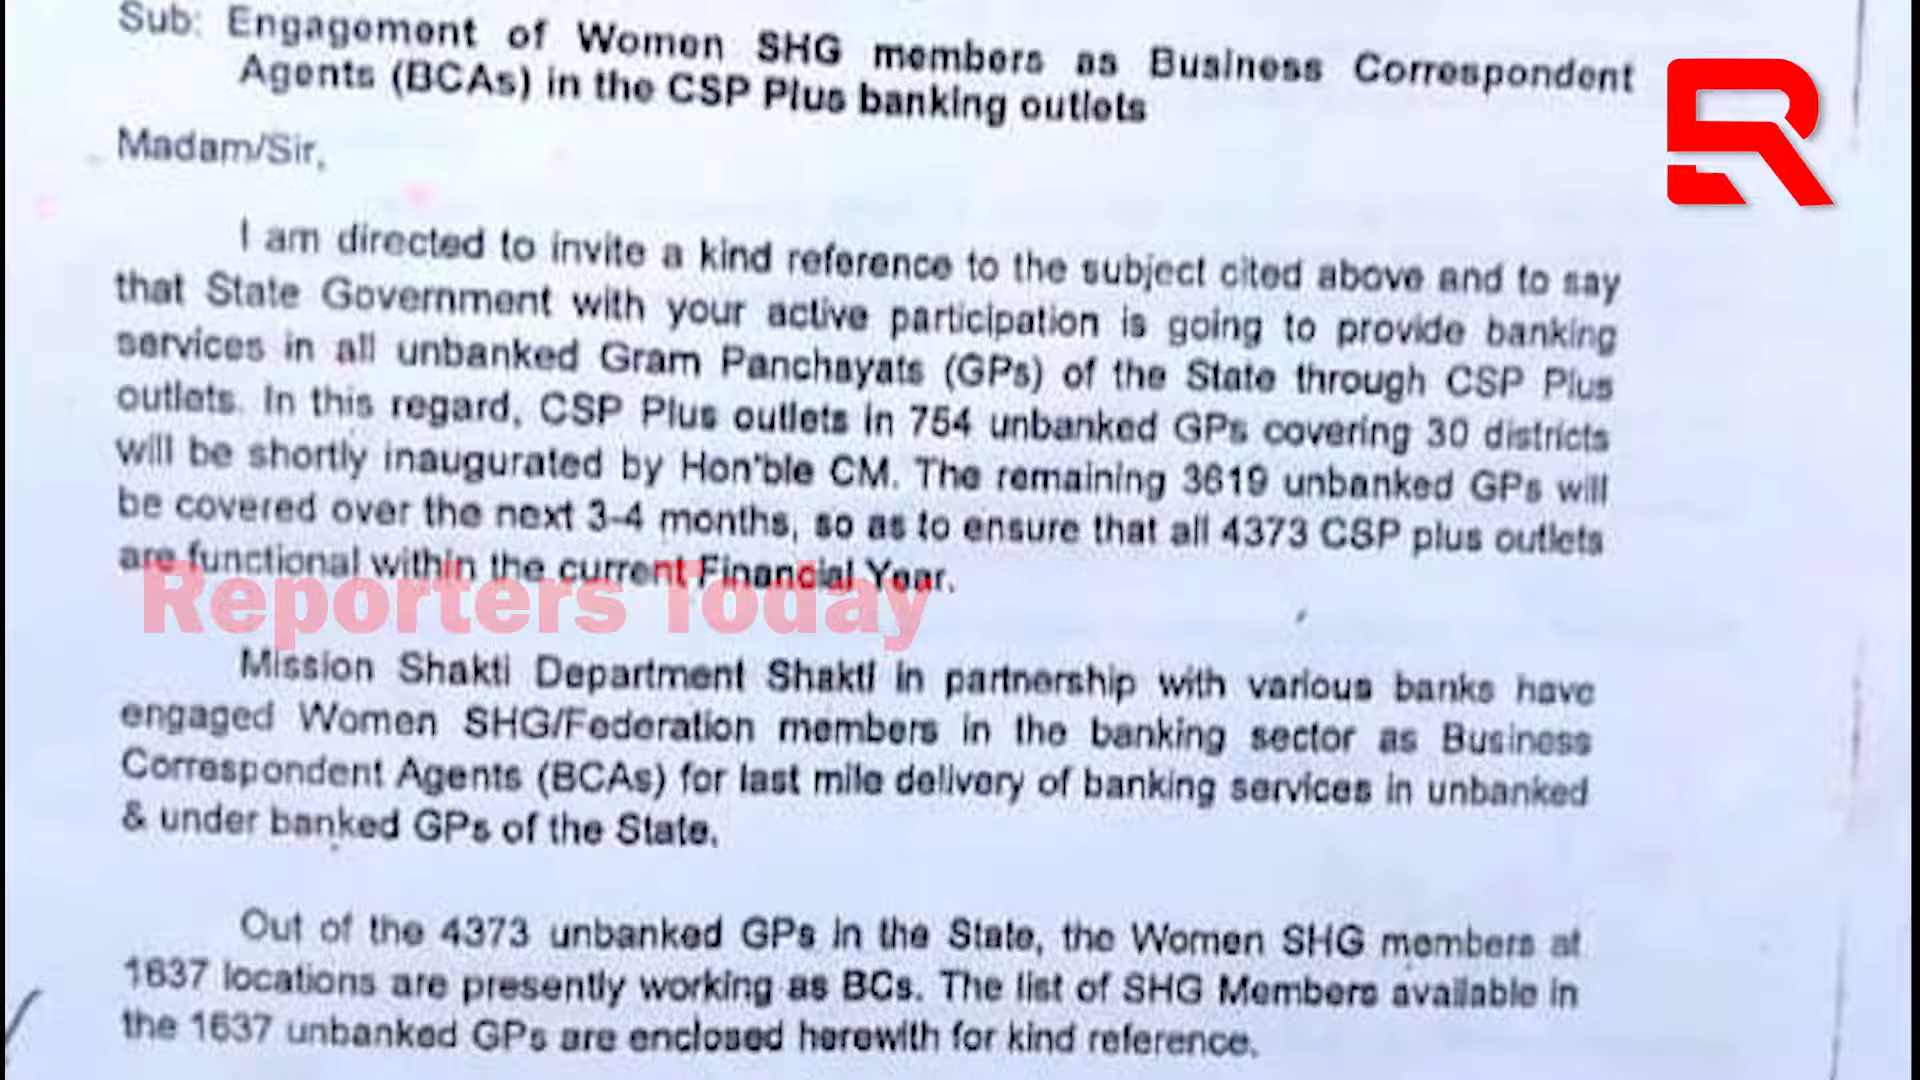 Sub: Engagement of Women SHG members as Business Correspondent
Agents (BCAs) in the CSP Plus banking outlets
Madam/Sir,
I am directed to invite a kind reference to the subject cited above and to say
that State Government with your active participation is going to provide banking
services in all unbanked Gram Panchayats (GPs) of the State through CSP Plus
outlets. In this regard, CSP Plus outlets in 754 unbanked GPs covering 30 districts
will be shortly inaugurated by Hon'ble CM. The remaining 3619 unbanked GPs will
be covered over the next 3-4 months, so as to ensure that all 4373 CSP plus outlets
are functional within the current Financial Year.
Reporters Today
Mission Shakti Department Shakti in partnership with various banks have
engaged Women SHG/Federation members in the banking sector as Business
Correspondent Agents (BCAs) for last mile delivery of banking services in unbanked
& under banked GPs of the State.
Out of the 4373 unbanked GPs in the State, the Women SHG members at
1637 locations are presently working as BCs. The list of SHG Members available in
the 1637 unbanked GPs are enclosed herewith for kind reference.